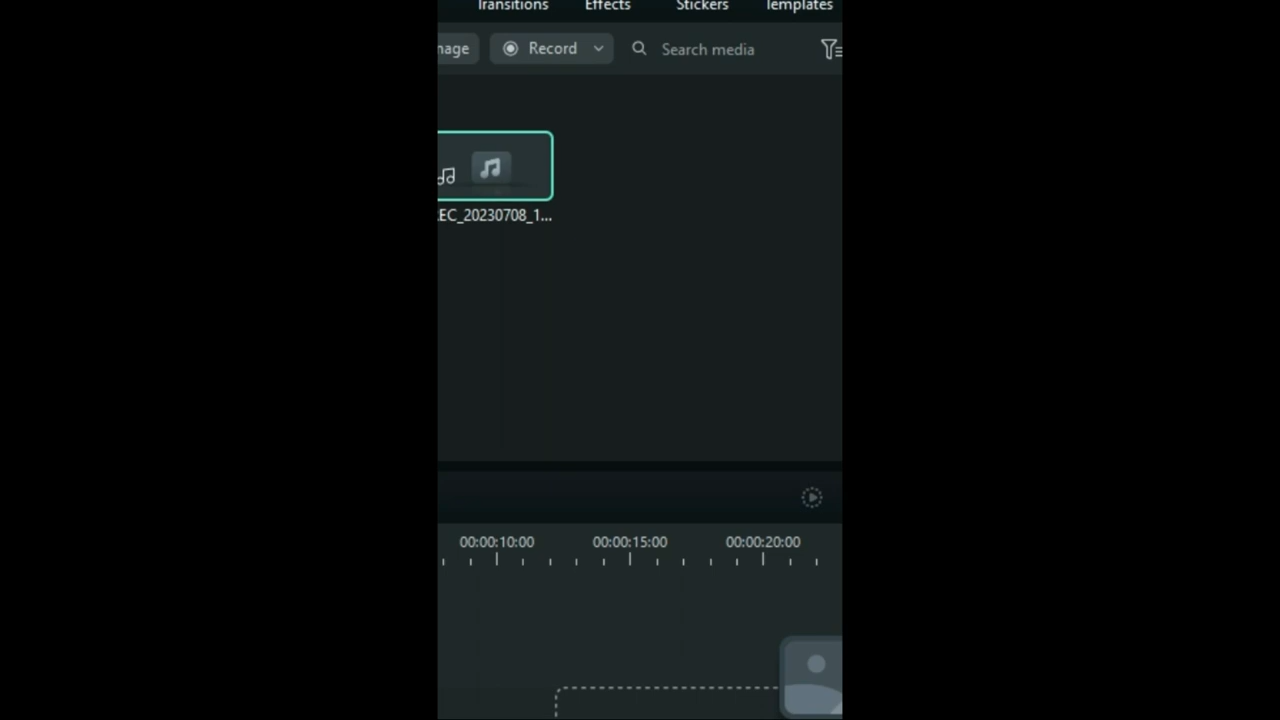 Transitions Effects Stickers Templates
nage Record Search media
EC_20230708_1...
00:00:10:00 00:00:15:00 00:00:20:00